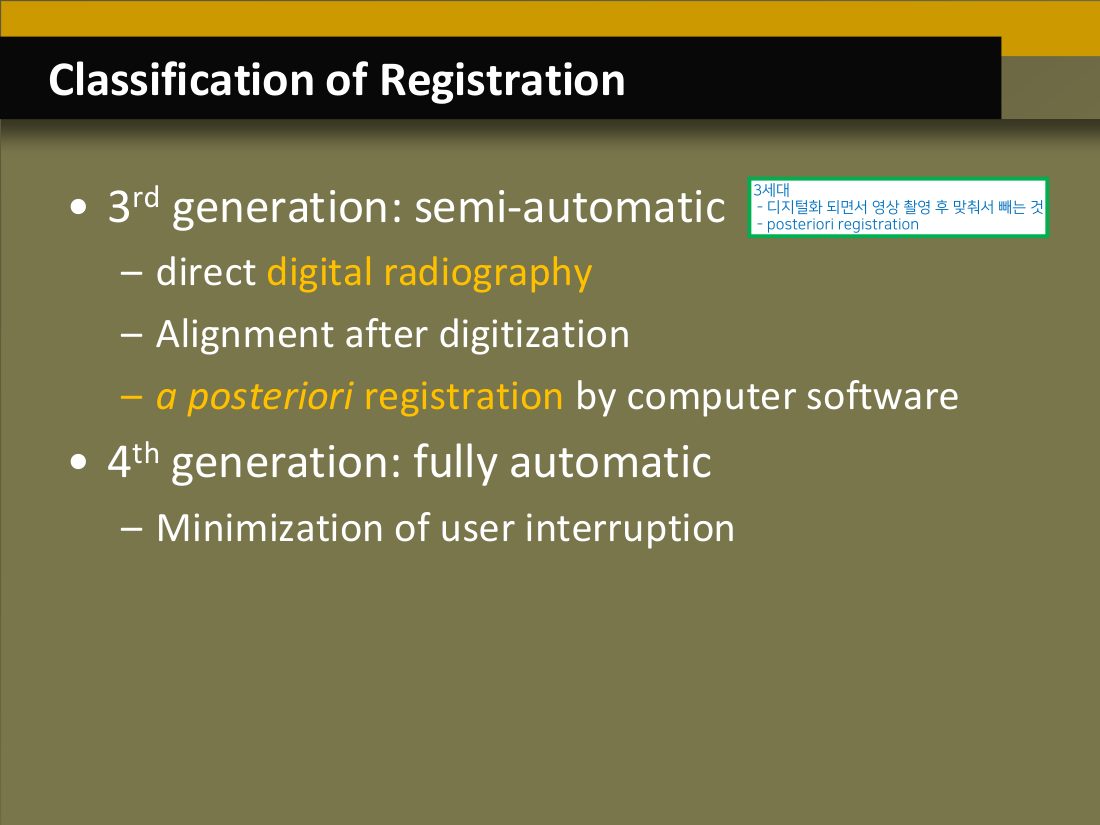 Classification of Registration
• 3rd generation: semi-automatic
3세대
- 디지털화 되면서 영상 촬영 후 맞춰서 빼는 것
- posteriori registration
– direct digital radiography
– Alignment after digitization
– a posteriori registration by computer software
• 4th generation: fully automatic
– Minimization of user interruption